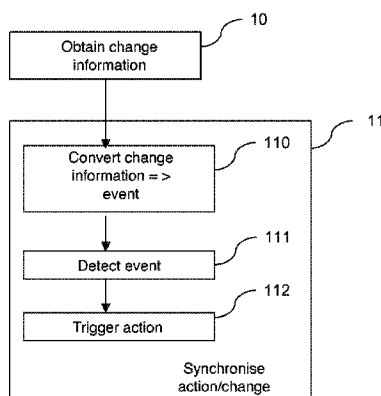 10
Obtain change
information
11
110
Convert change
information = >
event
111
Detect event
112
Trigger action
Synchronise
action/change